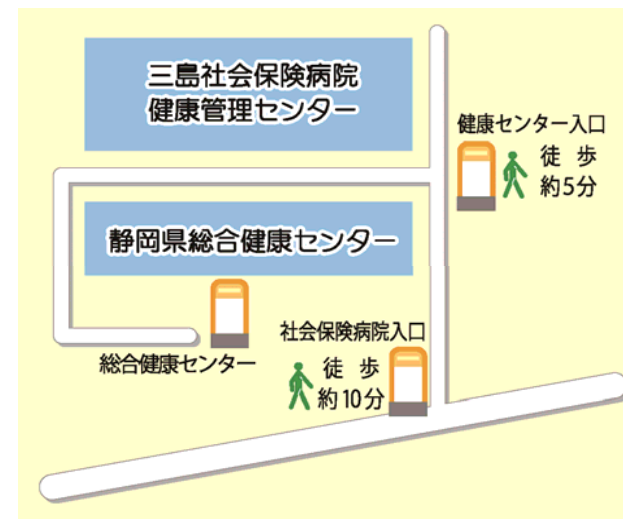 三島社会保険病院
健康管理センター
健康センター入口
徒歩
約5分
静岡県総合健康センター
総合健康センター
社会保険病院入口
徒歩
約10分